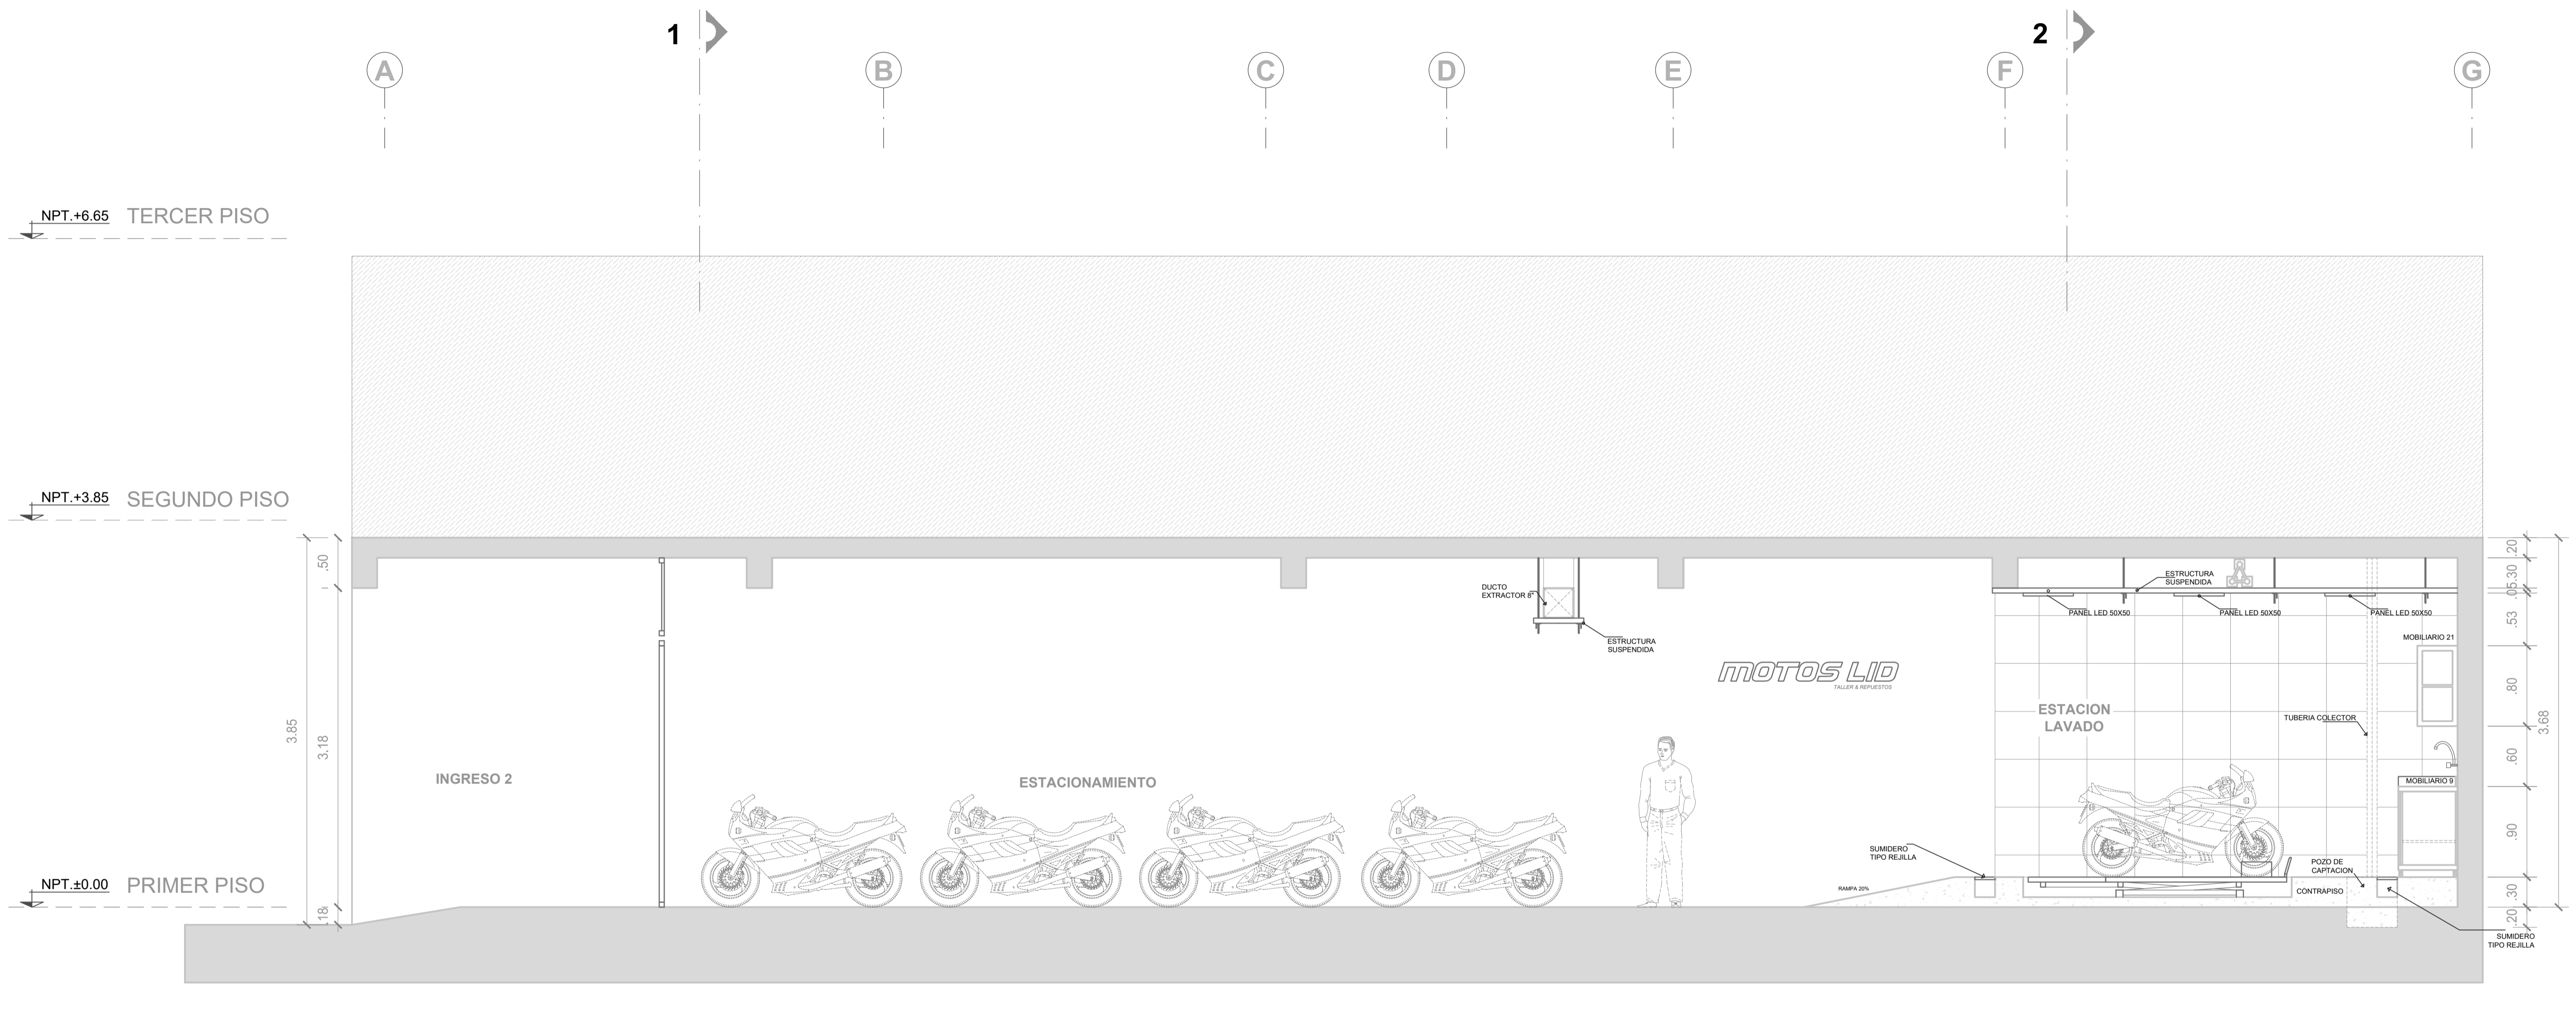 1
2
A
B
C
D
E
F
G
NPT.+6.65 TERCER PISO
NPT.+3.85 SEGUNDO PISO
.50
3.85
3.18
.18
INGRESO 2
ESTACIONAMIENTO
DUCTO
EXTRACTOR 8"
ESTRUCTURA
SUSPENDIDA
MOTOS LID
TALLER & REPUESTOS
ESTRUCTURA
SUSPENDIDA
PANEL LED 50X50
PANEL LED 50X50
PANEL LED 50X50
MOBILIARIO 21
ESTACION
LAVADO
TUBERIA COLECTOR
MOBILIARIO 9
SUMIDERO
TIPO REJILLA
RAMPA 20%
POZO DE
CAPTACION
CONTRAPISO
NPT.±0.00 PRIMER PISO
.20
.30
.05
.53
.80
.60
.90
.30
.20
3.68
SUMIDERO
TIPO REJILLA